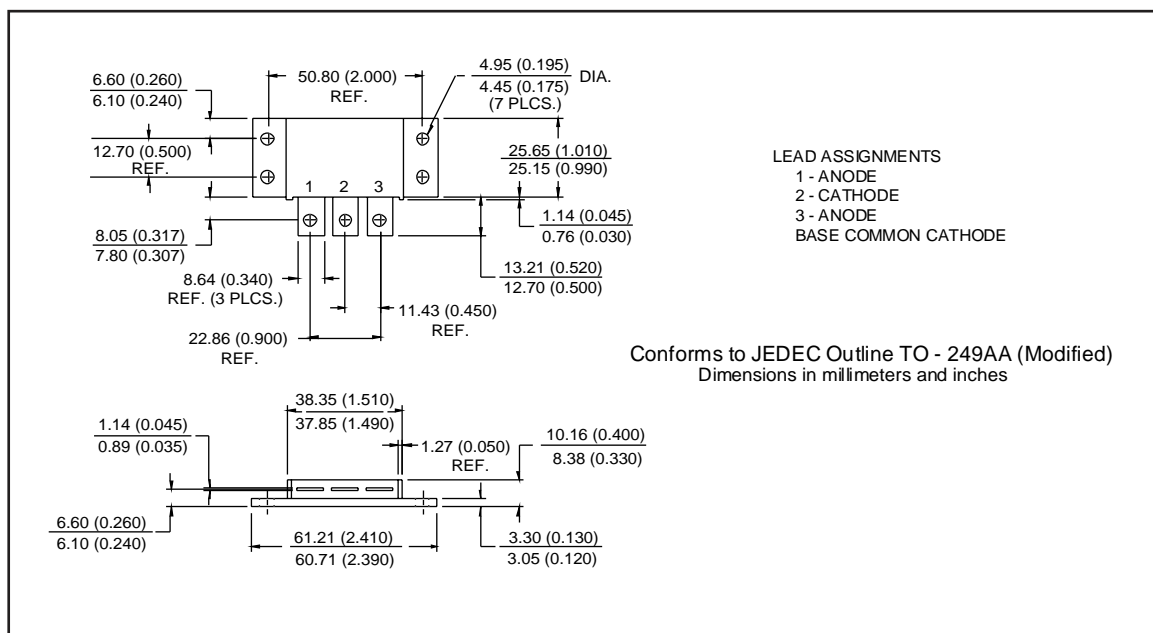 6.60 (0.260)
6.10 (0.240)
50.80 (2.000)
REF.
4.95 (0.195)
4.45 (0.175)
DIA.
(7 PLCS.)
12.70 (0.500)
REF.
25.65 (1.010)
25.15 (0.990)
1 2 3
1.14 (0.045)
0.76 (0.030)
8.05 (0.317)
7.80 (0.307)
8.64 (0.340)
REF. (3 PLCS.)
13.21 (0.520)
12.70 (0.500)
11.43 (0.450)
REF.
22.86 (0.900)
REF.
LEAD ASSIGNMENTS
1 - ANODE
2 - CATHODE
3 - ANODE
BASE COMMON CATHODE
Conforms to JEDEC Outline TO - 249AA (Modified)
Dimensions in millimeters and inches
38.35 (1.510)
37.85 (1.490)
1.14 (0.045)
0.89 (0.035)
1.27 (0.050)
REF.
10.16 (0.400)
8.38 (0.330)
6.60 (0.260)
6.10 (0.240)
61.21 (2.410)
60.71 (2.390)
3.30 (0.130)
3.05 (0.120)